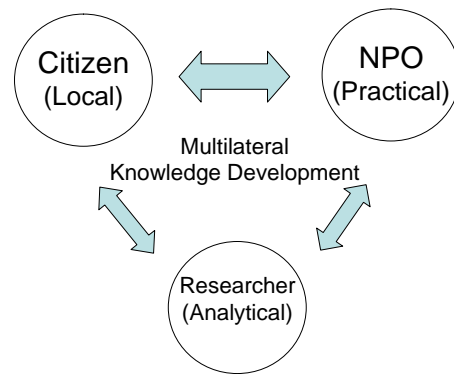 Citizen
(Local)
NPO
(Practical)
Multilateral
Knowledge Development
Researcher
(Analytical)